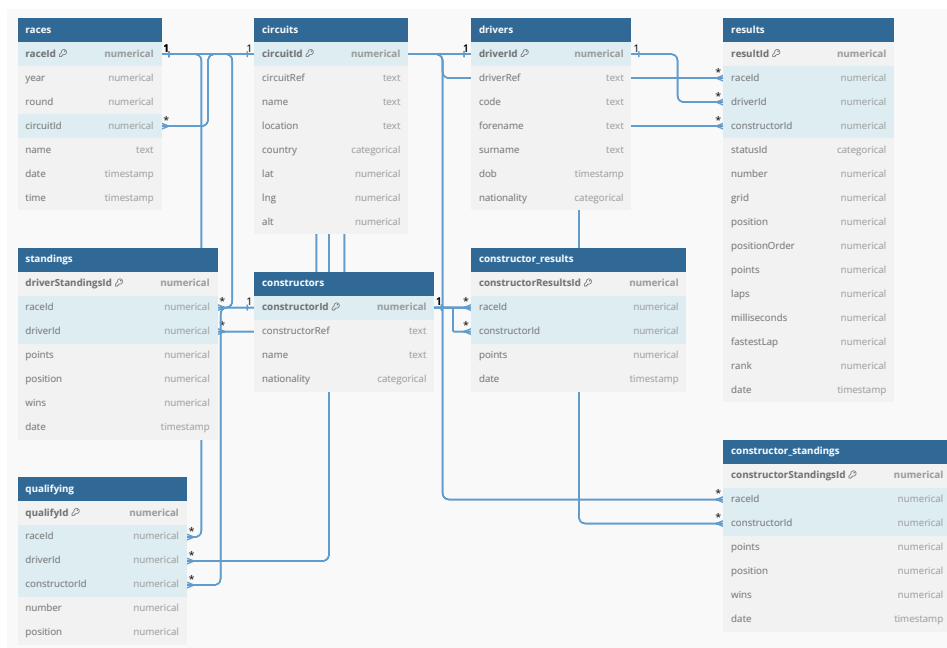 races
raceId numerical
year numerical
round numerical
circuitId numerical
name text
date timestamp
time timestamp
1
*
circuits
circuitId numerical
circuitRef text
name text
location text
country categorical
lat numerical
lng numerical
alt numerical
1
drivers
driverId numerical
driverRef text
code text
forename text
surname text
dob timestamp
nationality categorical
1
1
results
resultId numerical
raceId numerical
driverId numerical
constructorId numerical
statusId categorical
number numerical
grid numerical
position numerical
positionOrder numerical
points numerical
laps numerical
milliseconds numerical
fastestLap numerical
rank numerical
date timestamp
*
*
*
standings
driverStandingsId numerical
raceId numerical
driverId numerical
points numerical
position numerical
wins numerical
date timestamp
*
*
constructors
constructorId numerical
constructorRef text
name text
nationality categorical
1
1
constructor_results
constructorResultsId numerical
raceId numerical
constructorId numerical
points numerical
date timestamp
*
*
qualifying
qualifyId numerical
raceId numerical
driverId numerical
constructorId numerical
number numerical
position numerical
*
*
*
constructor_standings
constructorStandingsId numerical
raceId numerical
constructorId numerical
points numerical
position numerical
wins numerical
date timestamp
*
*